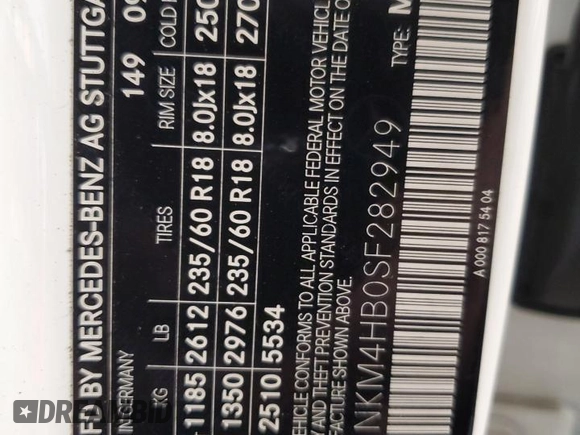 BY MERCEDES-BENZ AG STUTTGA
IN GERMANY 149 09
KG LB TIRES RIM SIZE COLD
1185 2612 235/60 R18 8.0Jx18 250
1350 2976 235/60 R18 8.0Jx18 270
2510 5534
VEHICLE CONFORMS TO ALL APPLICABLE FEDERAL MOTOR VEHICL
AND THEFT PREVENTION STANDARDS IN EFFECT ON THE DATE O
FACTURE SHOWN ABOVE. TYPE: M
NKM4HB0SF282949
A 000 817 54 04
DREAMBID